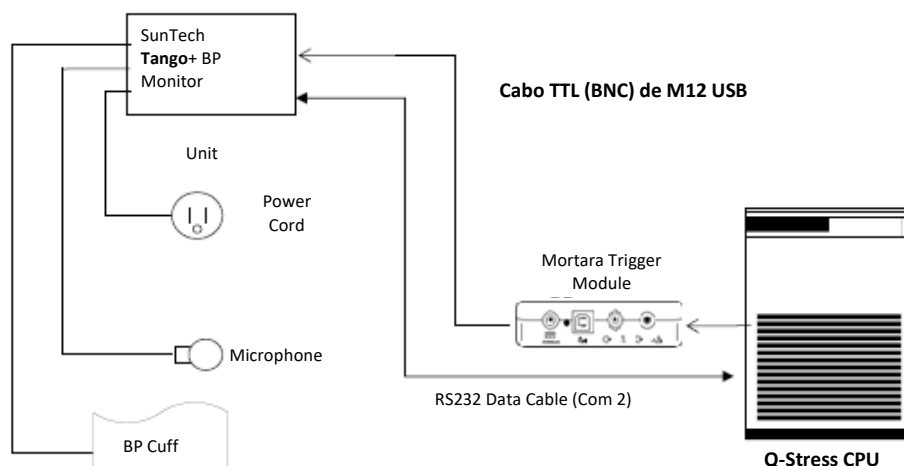 SunTech
Tango+ BP
Monitor
Cabo TTL (BNC) de M12 USB
Unit
Power
Cord
Mortara Trigger
Module
Microphone
RS232 Data Cable (Com 2)
BP Cuff
Q-Stress CPU